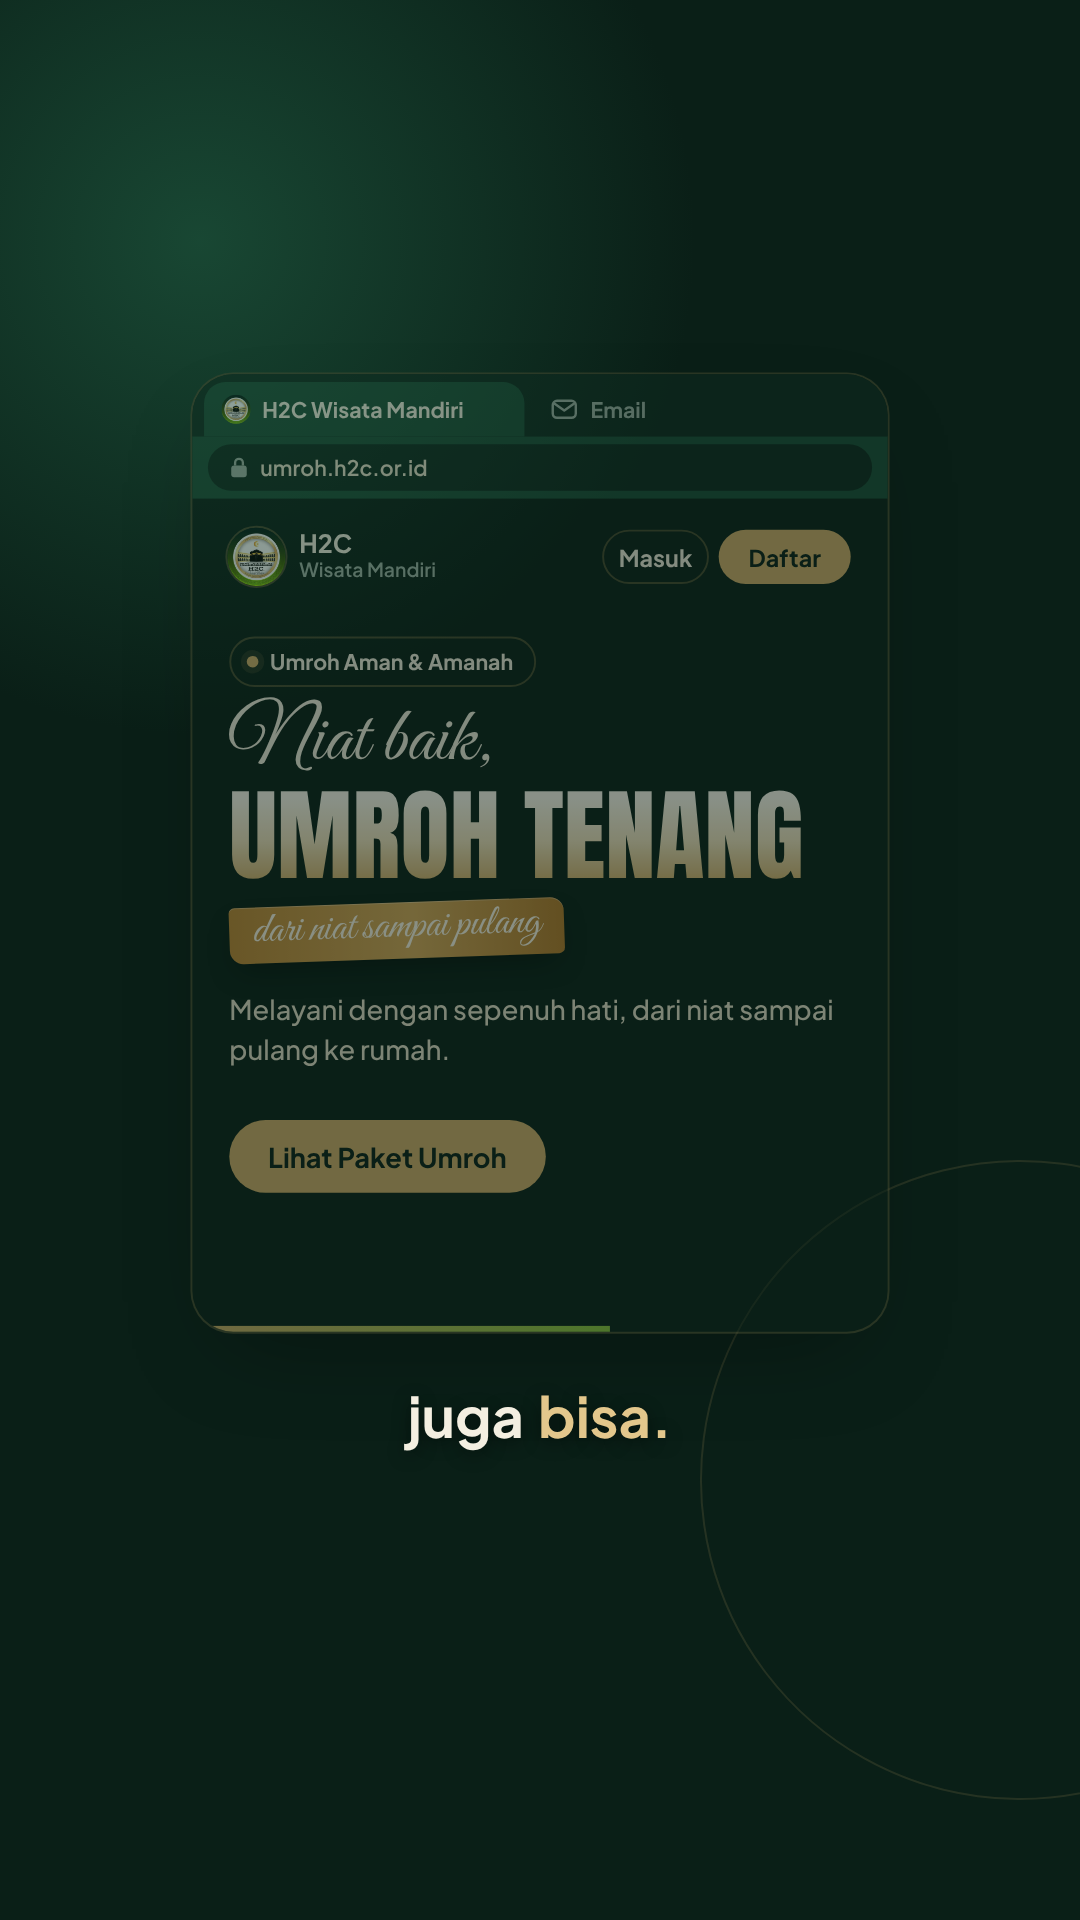 H2C Wisata Mandiri
Email
umroh.h2c.or.id
H2C
Wisata Mandiri
Masuk
Daftar
Umroh Aman & Amanah
Niat baik,
UMROH TENANG
dari niat sampai pulang
Melayani dengan sepenuh hati, dari niat sampai
pulang ke rumah.
Lihat Paket Umroh
juga bisa.